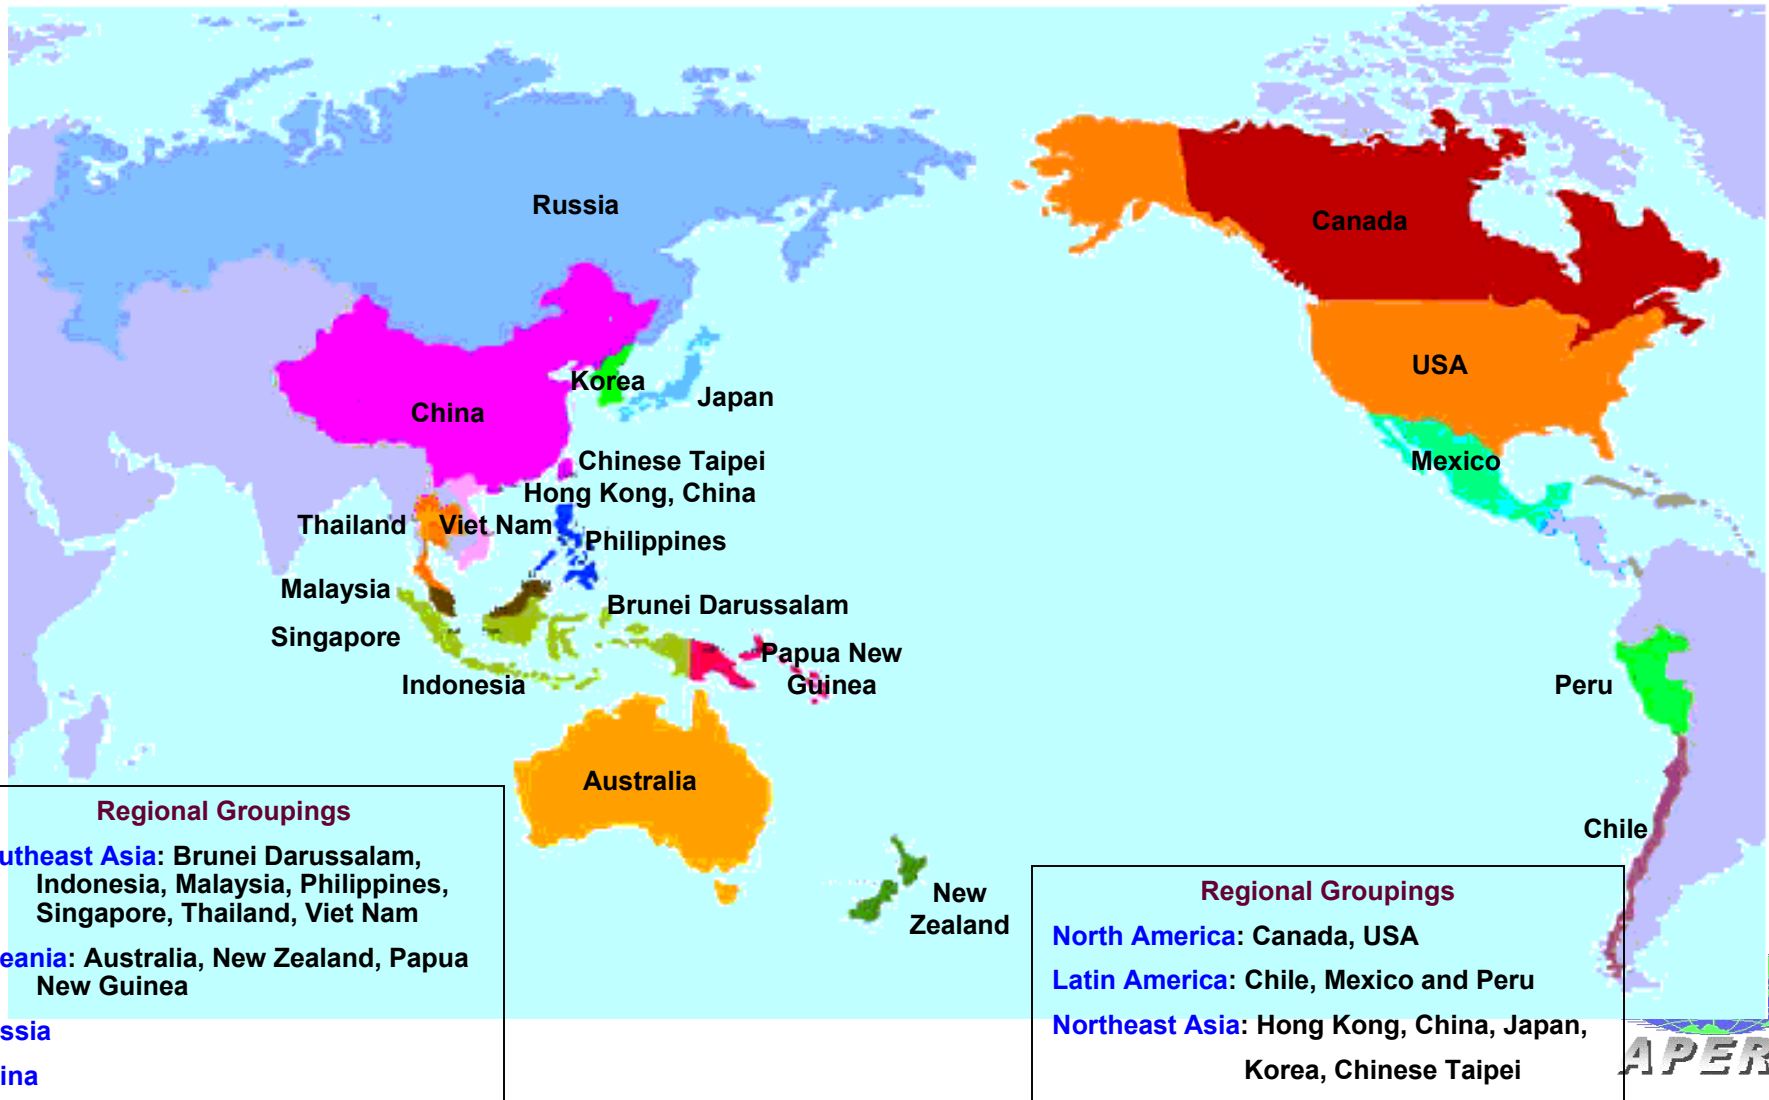 Russia
Canada
USA
Korea
Japan
China
Mexico
Chinese Taipei
Hong Kong, China
Thailand
Viet Nam
Philippines
Malaysia
Brunei Darussalam
Singapore
Papua New
Guinea
Indonesia
Peru
Australia
Chile
New
Zealand
Regional Groupings
utheast Asia: Brunei Darussalam,
Indonesia, Malaysia, Philippines,
Singapore, Thailand, Viet Nam
eania: Australia, New Zealand, Papua
New Guinea
ssia
ina
Regional Groupings
North America: Canada, USA
Latin America: Chile, Mexico and Peru
Northeast Asia: Hong Kong, China, Japan,
Korea, Chinese Taipei
APER